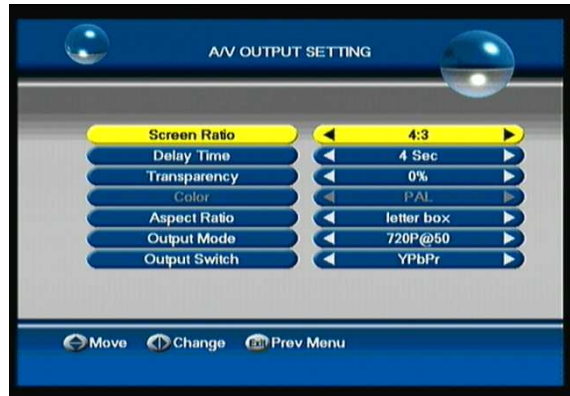 A/V OUTPUT SETTING
Screen Ratio 4:3
Delay Time 4 Sec
Transparency 0%
Color PAL
Aspect Ratio letter box
Output Mode 720P@50
Output Switch YPbPr
Move Change Exit Prev Menu